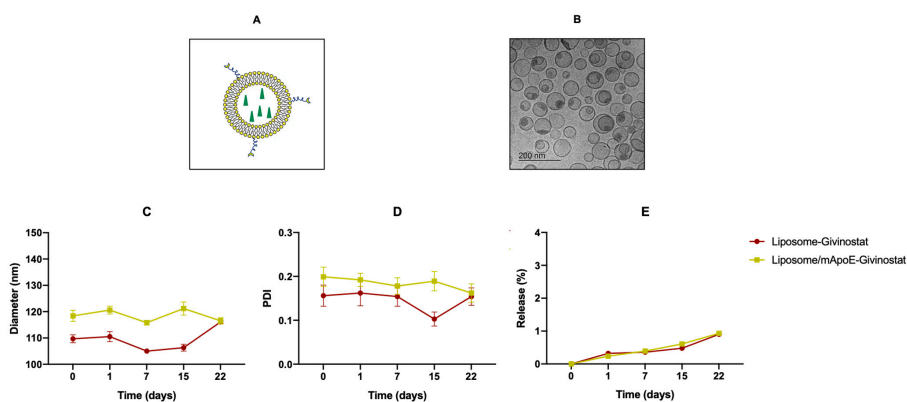 A
B
200 nm
C
D
E
150
140
130
120
110
100
Diameter (nm)
0 1 7 15 22
Time (days)
0.3
0.2
0.1
0.0
PDI
0 1 7 15 22
Time (days)
4
3
2
1
0
Release (%)
0 1 7 15 22
Time (days)
Liposome-Givinostat
Liposome/mApoE-Givinostat